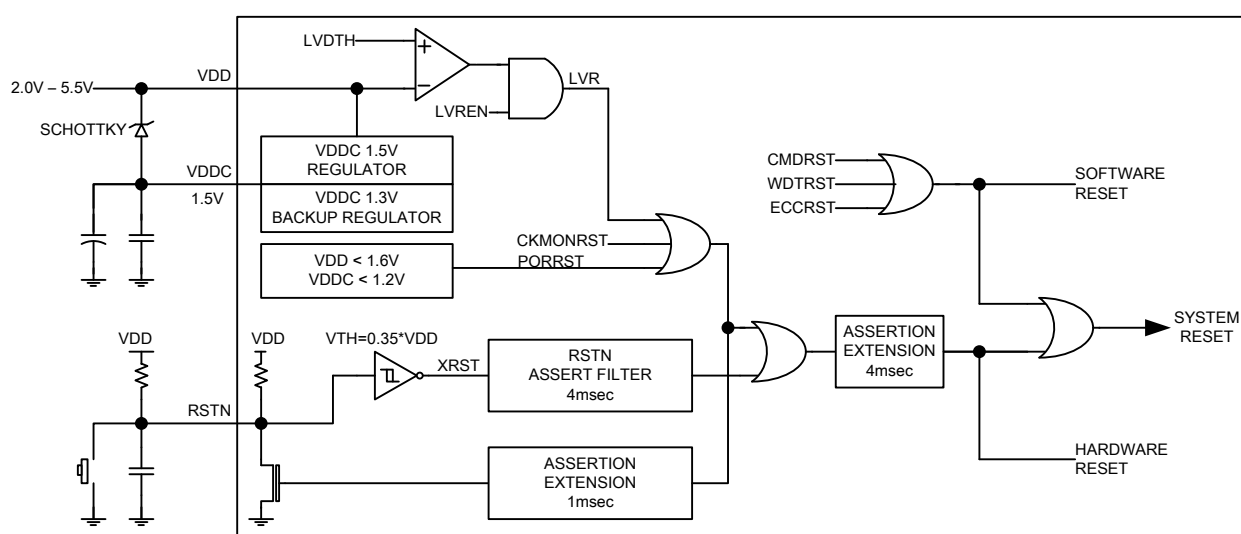 LVDTH
VDD
LVR
2.0V – 5.5V
LVREN
SCHOTTKY
VDDC 1.5V
REGULATOR
VDDC
1.5V
VDDC 1.3V
BACKUP REGULATOR
CMDRST
WDTRST
ECCRST
SOFTWARE
RESET
CKMONRST
PORRST
VDD < 1.6V
VDDC < 1.2V
VDD
VDD
VTH=0.35*VDD
XRST
RSTN
ASSERT FILTER
4msec
ASSERTION
EXTENSION
4msec
SYSTEM
RESET
RSTN
ASSERTION
EXTENSION
1msec
HARDWARE
RESET